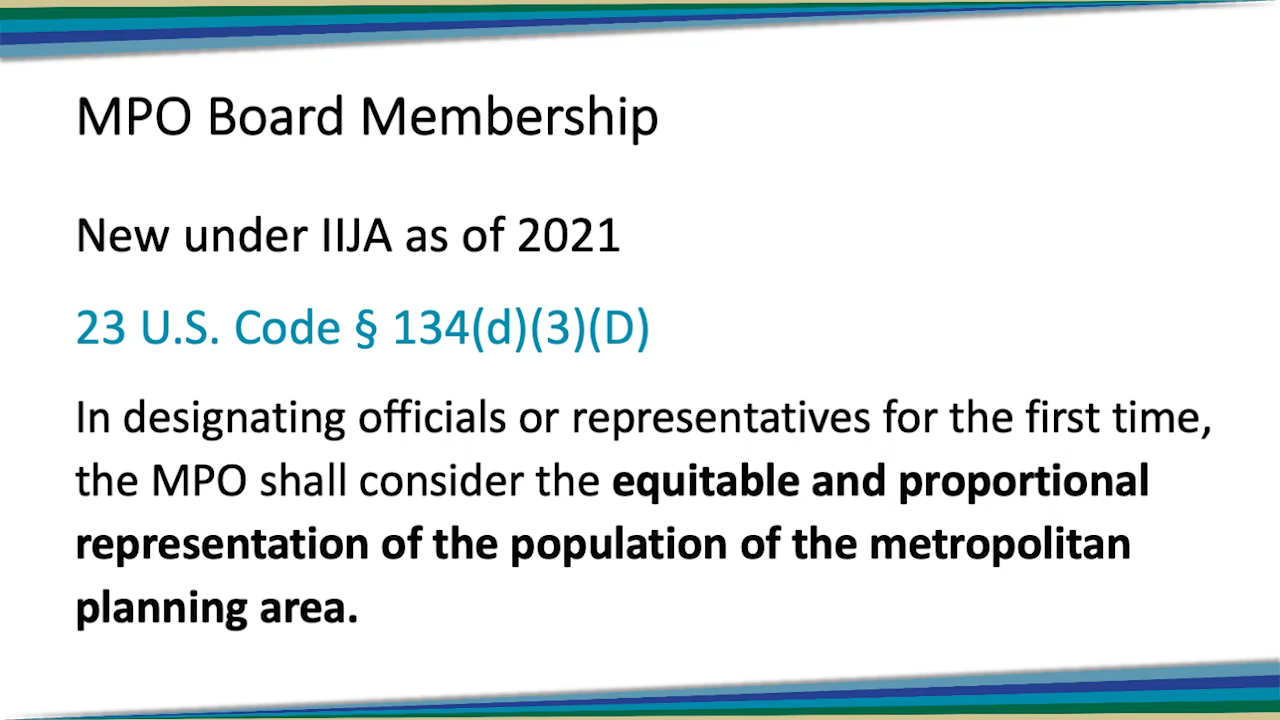 MPO Board Membership
New under IIJA as of 2021
23 U.S. Code § 134(d)(3)(D)
In designating officials or representatives for the first time,
the MPO shall consider the equitable and proportional
representation of the population of the metropolitan
planning area.